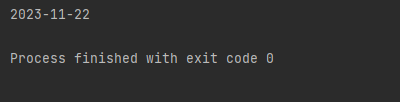 2023-11-22
Process finished with exit code 0